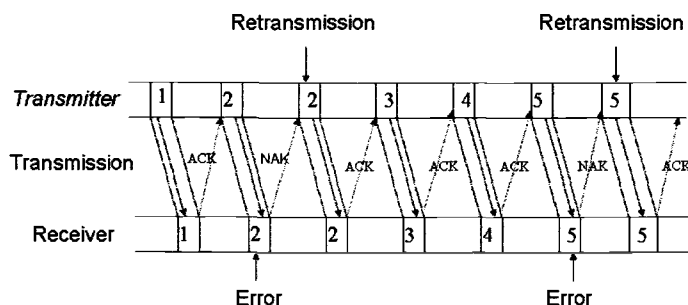 Retransmission Retransmission
Transmitter 1 2 2 3 4 5 5
Transmission ACK NAK ACK ACK ACK NAK ACK
Receiver 1 2 2 3 4 5 5
Error Error